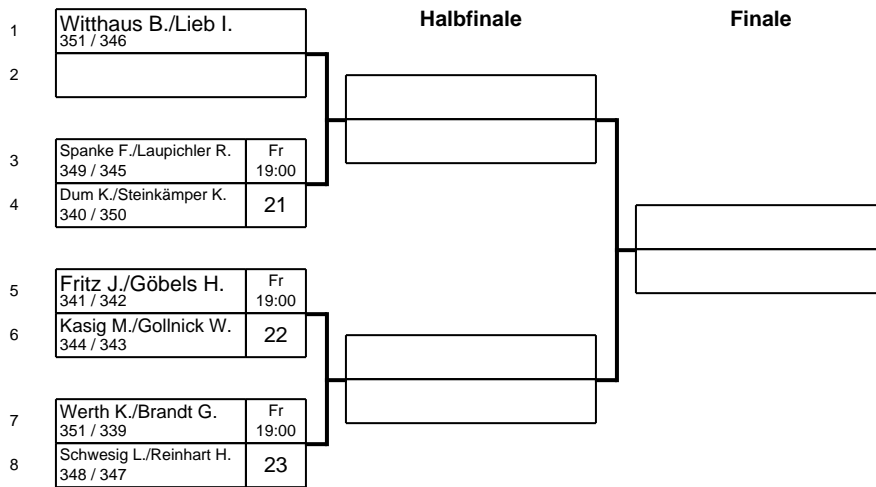 Halbfinale
Finale
1
Witthaus B./Lieb I.
351 / 346
2
3
Spanke F./Laupichler R.
349 / 345
Fr
19:00
4
Dum K./Steinkämper K.
340 / 350
21
5
Fritz J./Göbels H.
341 / 342
Fr
19:00
6
Kasig M./Gollnick W.
344 / 343
22
7
Werth K./Brandt G.
351 / 339
Fr
19:00
8
Schwesig L./Reinhart H.
348 / 347
23